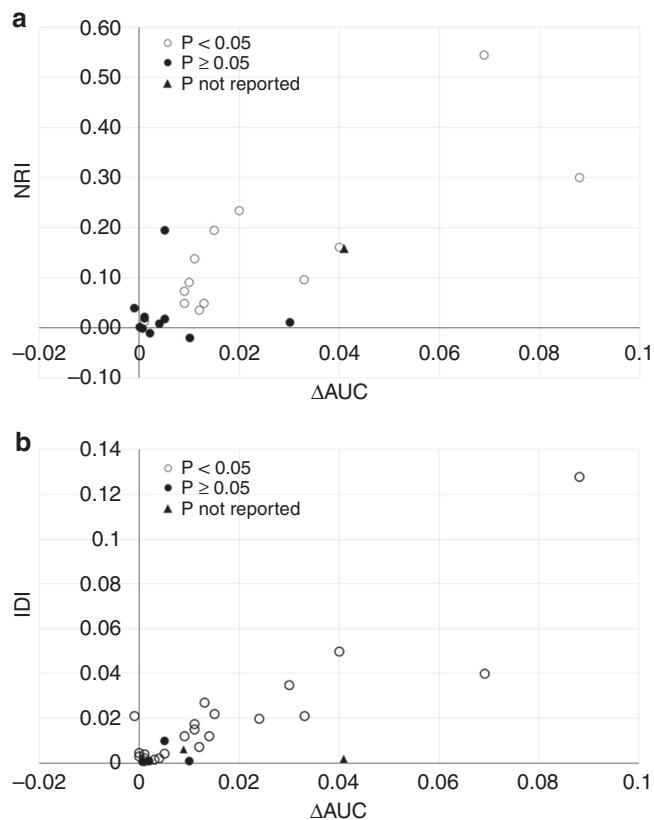 a
0.60
P < 0.05
P ≥ 0.05
P not reported
0.50
0.40
NRI
0.30
0.20
0.10
0.00
−0.02 0 0.02 0.04 0.06 0.08 0.1
−0.10
ΔAUC
b
0.14
P < 0.05
P ≥ 0.05
P not reported
0.12
0.1
0.08
IDI
0.06
0.04
0.02
0
−0.02 0 0.02 0.04 0.06 0.08 0.1
ΔAUC